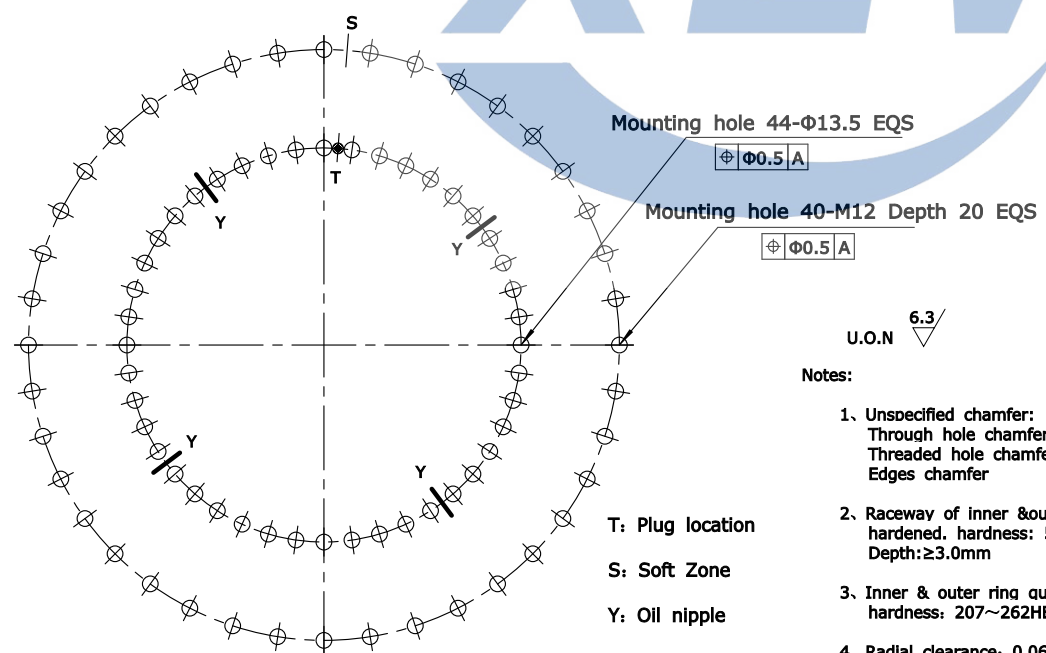 S
Mounting hole 44-Φ13.5 EQS
⌖ Φ0.5 A
T
Y
Y
Mounting hole 40-M12 Depth 20 EQS
⌖ Φ0.5 A
6.3
U.O.N
Notes:
1、Unspecified chamfer:
Through hole chamfer
Threaded hole chamfe
Edges chamfer
Y
Y
T: Plug location
S: Soft Zone
Y: Oil nipple
2、Raceway of inner &ou
hardened. hardness:
Depth:≥3.0mm
3、Inner & outer ring qu
hardness: 207~262HB
4、Radial clearance: 0.06